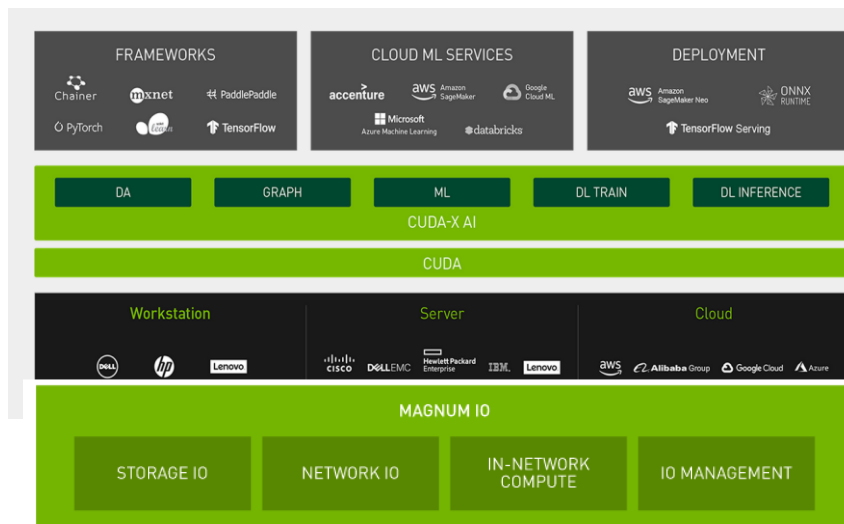 FRAMEWORKS
Chainer
mxnet
PaddlePaddle
PyTorch
learn
TensorFlow
CLOUD ML SERVICES
accenture
aws Amazon SageMaker
Google Cloud ML
Microsoft
Azure Machine Learning
databricks
DEPLOYMENT
aws Amazon SageMaker Neo
ONNX RUNTIME
TensorFlow Serving
DA
GRAPH
ML
DL TRAIN
DL INFERENCE
CUDA-X AI
CUDA
Workstation
DELL
hp
Lenovo
Server
CISCO
DELLEMC
Hewlett Packard Enterprise
IBM.
Lenovo
Cloud
aws
Alibaba Group
Google Cloud
Azure
MAGNUM IO
STORAGE IO
NETWORK IO
IN-NETWORK
COMPUTE
IO MANAGEMENT